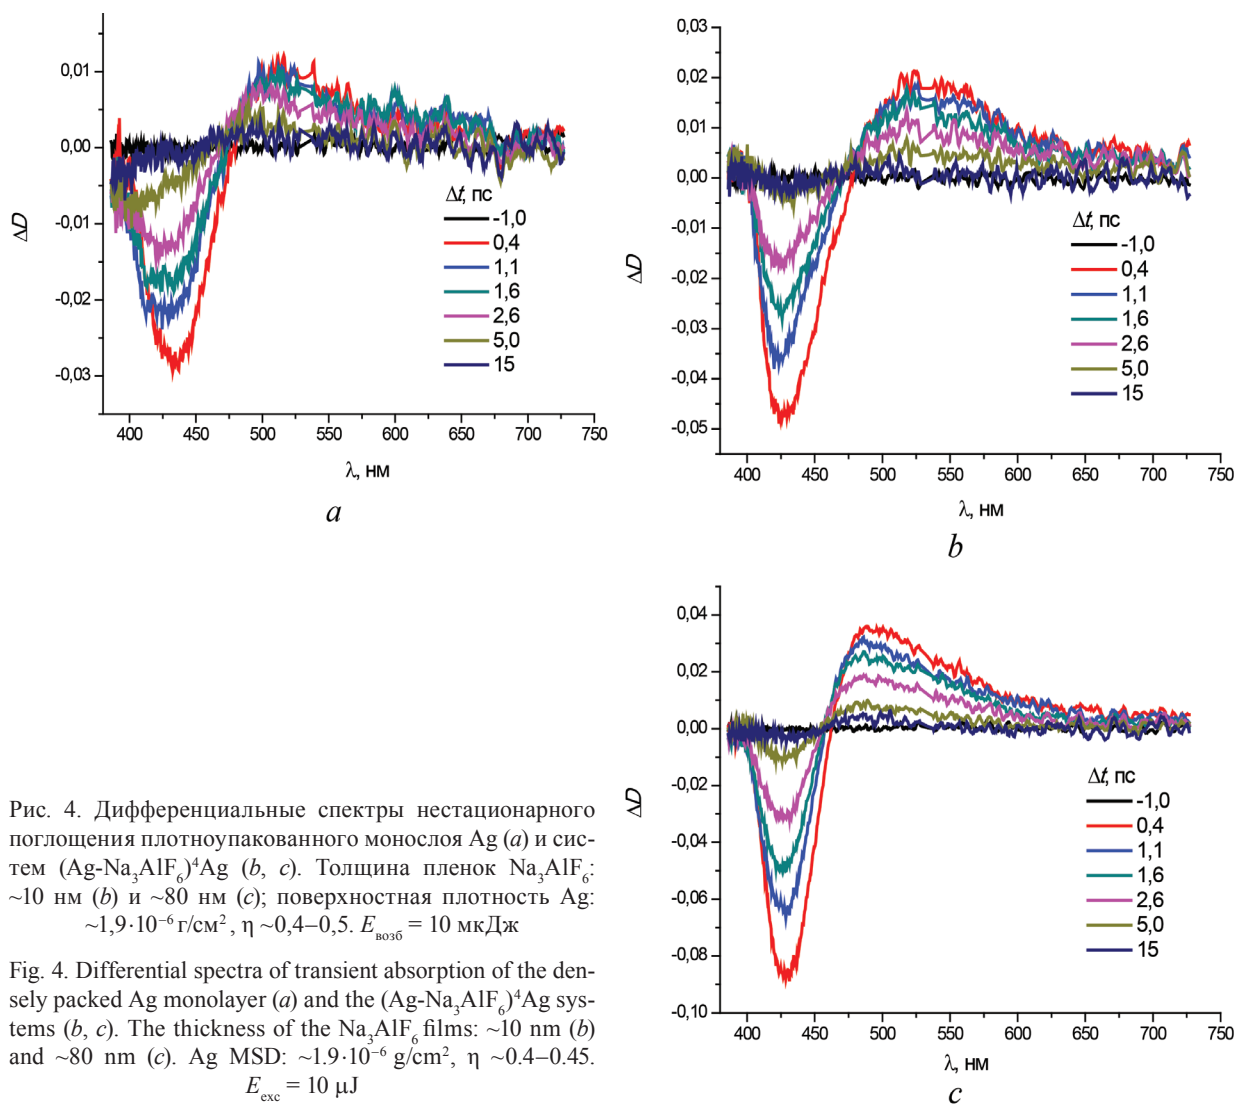 0,01
0,00
-0,01
-0,02
-0,03
ΔD
400 450 500 550 600 650 700 750
λ, нм
Δt, пс
-1,0
0,4
1,1
1,6
2,6
5,0
15
a
0,03
0,02
0,01
0,00
-0,01
-0,02
-0,03
-0,04
-0,05
ΔD
400 450 500 550 600 650 700 750
λ, нм
Δt, пс
-1,0
0,4
1,1
1,6
2,6
5,0
15
b
0,04
0,02
0,00
-0,02
-0,04
-0,06
-0,08
-0,10
ΔD
400 450 500 550 600 650 700 750
λ, нм
Δt, пс
-1,0
0,4
1,1
1,6
2,6
5,0
15
c
Рис. 4. Дифференциальные спектры нестационарного
поглощения плотноупакованного монослоя Ag (a) и сис-
тем (Ag-Na₃AlF₆)⁴Ag (b, c). Толщина пленок Na₃AlF₆:
~10 нм (b) и ~80 нм (c); поверхностная плотность Ag:
~1,9·10⁻⁶ г/см², η ~0,4–0,5. Eвозб = 10 мкДж
Fig. 4. Differential spectra of transient absorption of the den-
sely packed Ag monolayer (a) and the (Ag-Na₃AlF₆)⁴Ag sys-
tems (b, c). The thickness of the Na₃AlF₆ films: ~10 nm (b)
and ~80 nm (c). Ag MSD: ~1.9·10⁻⁶ g/cm², η ~0.4–0.45.
Eexc = 10 μJ